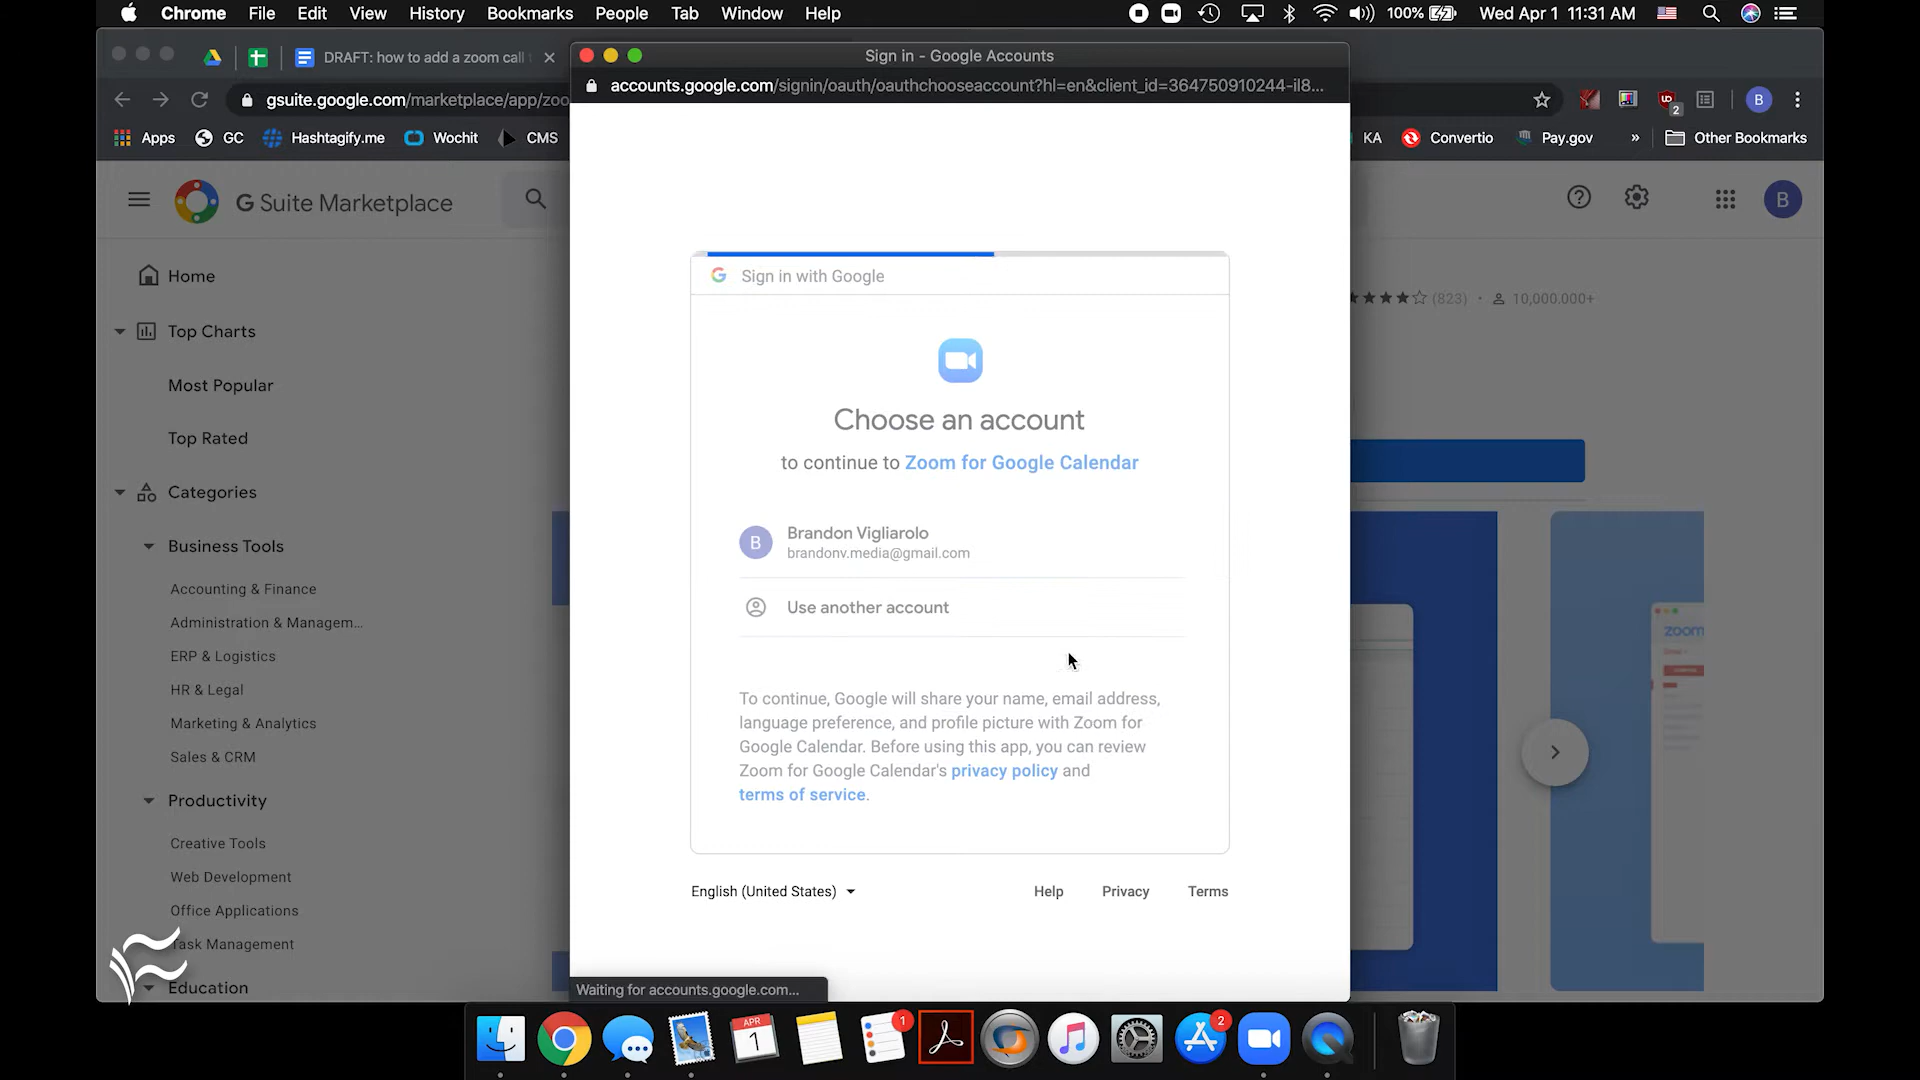 Chrome File Edit View History Bookmarks People Tab Window Help 100% Wed Apr 1 11:31 AM
DRAFT: how to add a zoom call
Sign in - Google Accounts
gsuite.google.com/marketplace/app/zoo
accounts.google.com/signin/oauth/oauthchooseaccount?hl=en&client_id=364750910244-il8...
2
B
Apps GC Hashtagify.me Wochit CMS KA Convertio Pay.gov » Other Bookmarks
G Suite Marketplace
B
Home
Top Charts
Most Popular
Top Rated
Categories
Business Tools
Accounting & Finance
Administration & Managem...
ERP & Logistics
HR & Legal
Marketing & Analytics
Sales & CRM
Productivity
Creative Tools
Web Development
Office Applications
Task Management
Education
(823) · 10,000,000+
zoom
Sign in with Google
Choose an account
to continue to Zoom for Google Calendar
B
Brandon Vigliarolo
brandonv.media@gmail.com
Use another account
To continue, Google will share your name, email address,
language preference, and profile picture with Zoom for
Google Calendar. Before using this app, you can review
Zoom for Google Calendar's privacy policy and
terms of service.
English (United States) Help Privacy Terms
Waiting for accounts.google.com...
APR
1
1
2